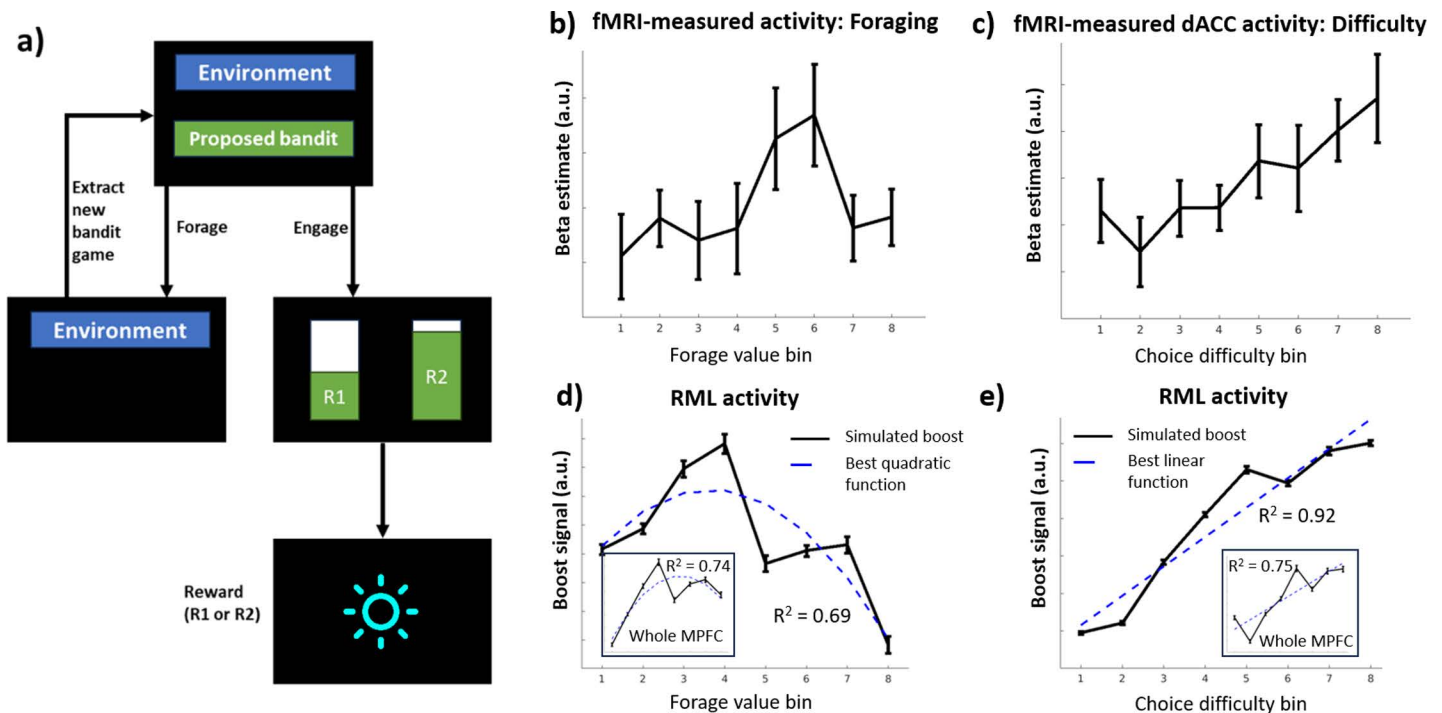 a)
Environment
Proposed bandit
Extract
new
bandit
game
Forage
Engage
Environment
R1
R2
Reward
(R1 or R2)
b)
fMRI-measured activity: Foraging
Beta estimate (a.u.)
1 2 3 4 5 6 7 8
Forage value bin
c)
fMRI-measured dACC activity: Difficulty
Beta estimate (a.u.)
1 2 3 4 5 6 7 8
Choice difficulty bin
d)
RML activity
Boost signal (a.u.)
Simulated boost
Best quadratic
function
R² = 0.74
Whole MPFC
R² = 0.69
1 2 3 4 5 6 7 8
Forage value bin
e)
RML activity
Boost signal (a.u.)
Simulated boost
Best linear
function
R² = 0.92
R² = 0.75
Whole MPFC
1 2 3 4 5 6 7 8
Choice difficulty bin